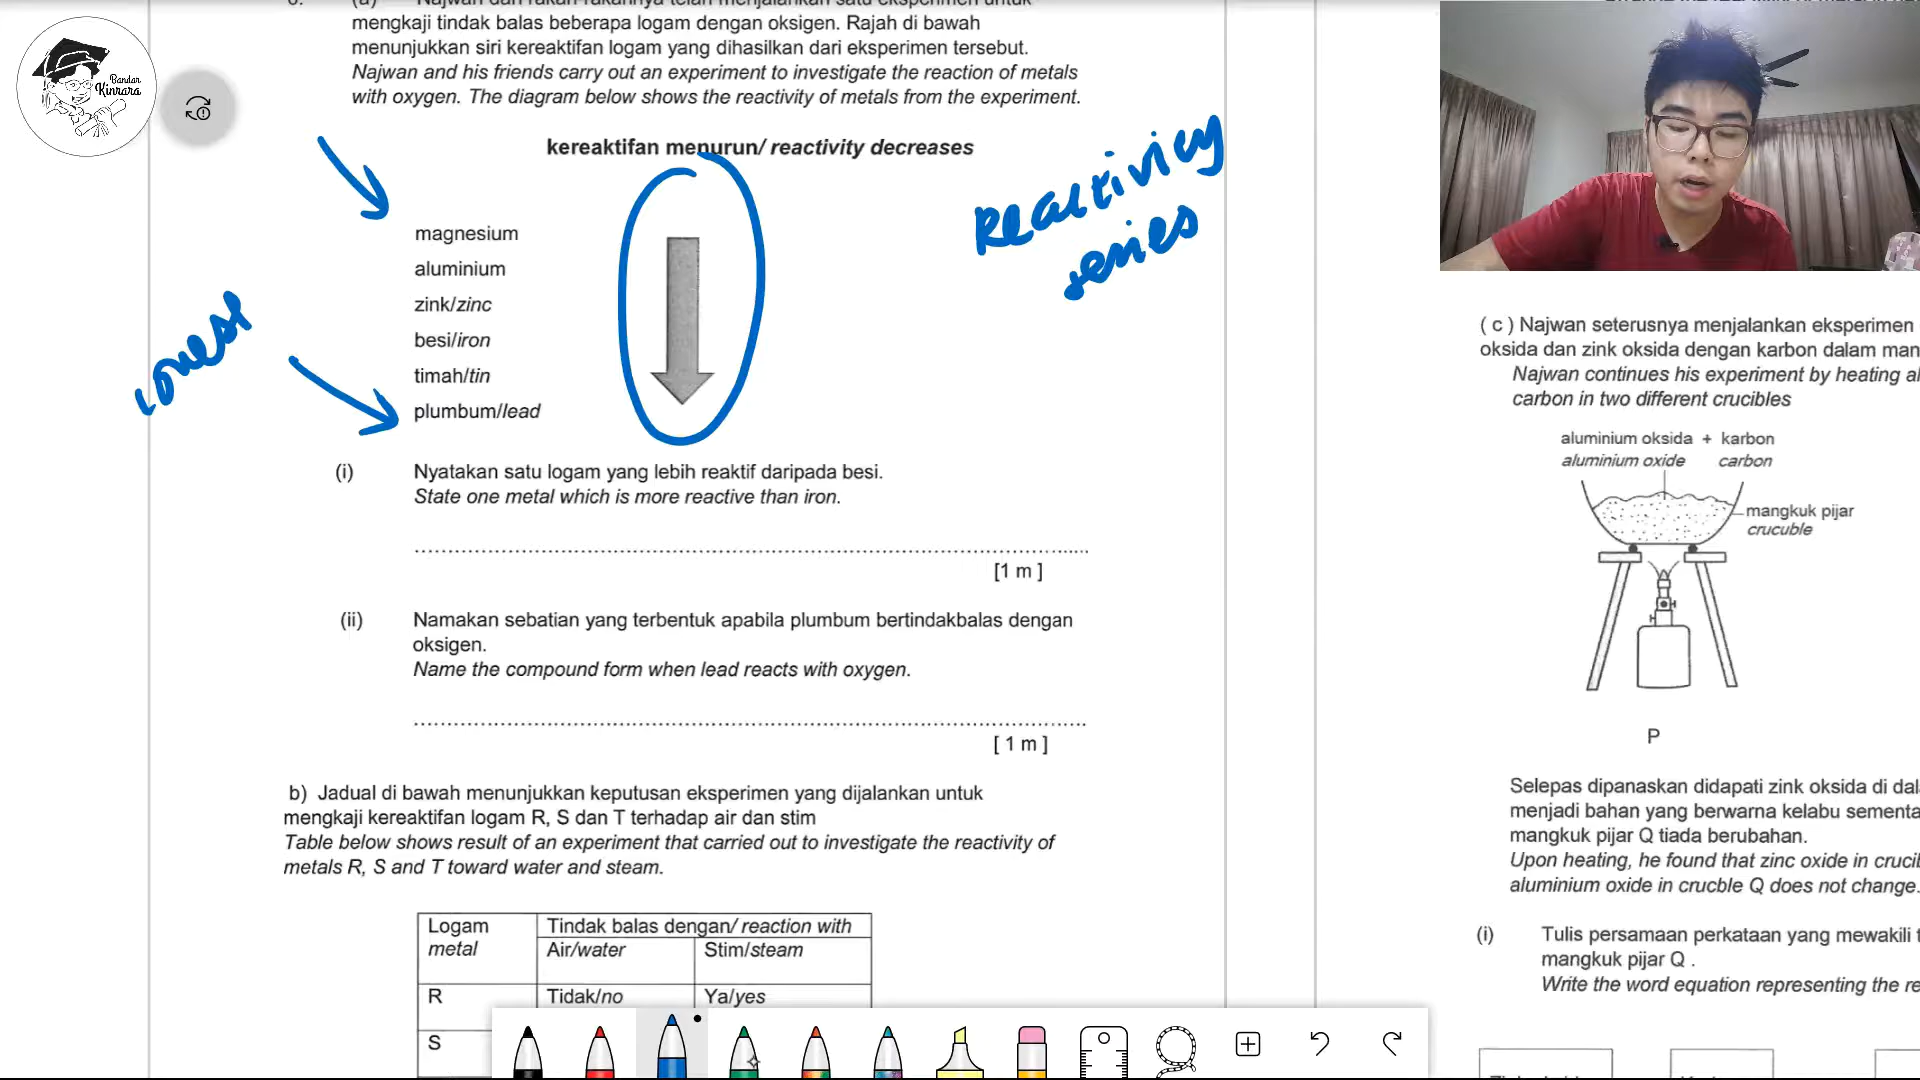 Bandar
Kinrara
mengkaji tindak balas beberapa logam dengan oksigen. Rajah di bawah
menunjukkan siri kereaktifan logam yang dihasilkan dari eksperimen tersebut.
Najwan and his friends carry out an experiment to investigate the reaction of metals
with oxygen. The diagram below shows the reactivity of metals from the experiment.
kereaktifan menurun/ reactivity decreases
Reactivity
series
magnesium
aluminium
zink/zinc
besi/iron
timah/tin
plumbum/lead
lowest
(i) Nyatakan satu logam yang lebih reaktif daripada besi.
State one metal which is more reactive than iron.
[1 m ]
(ii) Namakan sebatian yang terbentuk apabila plumbum bertindakbalas dengan
oksigen.
Name the compound form when lead reacts with oxygen.
[ 1 m ]
b) Jadual di bawah menunjukkan keputusan eksperimen yang dijalankan untuk
mengkaji kereaktifan logam R, S dan T terhadap air dan stim
Table below shows result of an experiment that carried out to investigate the reactivity of
metals R, S and T toward water and steam.
Logam Tindak balas dengan/ reaction with
metal Air/water Stim/steam
R Tidak/no Ya/yes
S
( c ) Najwan seterusnya menjalankan eksperimen
oksida dan zink oksida dengan karbon dalam
Najwan continues his experiment by heating
carbon in two different crucibles
aluminium oksida + karbon
aluminium oxide carbon
mangkuk pijar
crucuble
P
Selepas dipanaskan didapati zink oksida di
menjadi bahan yang berwarna kelabu
mangkuk pijar Q tiada berubahan.
Upon heating, he found that zinc oxide in
aluminium oxide in crucble Q does not change.
(i) Tulis persamaan perkataan yang mewakili
mangkuk pijar Q .
Write the word equation representing the